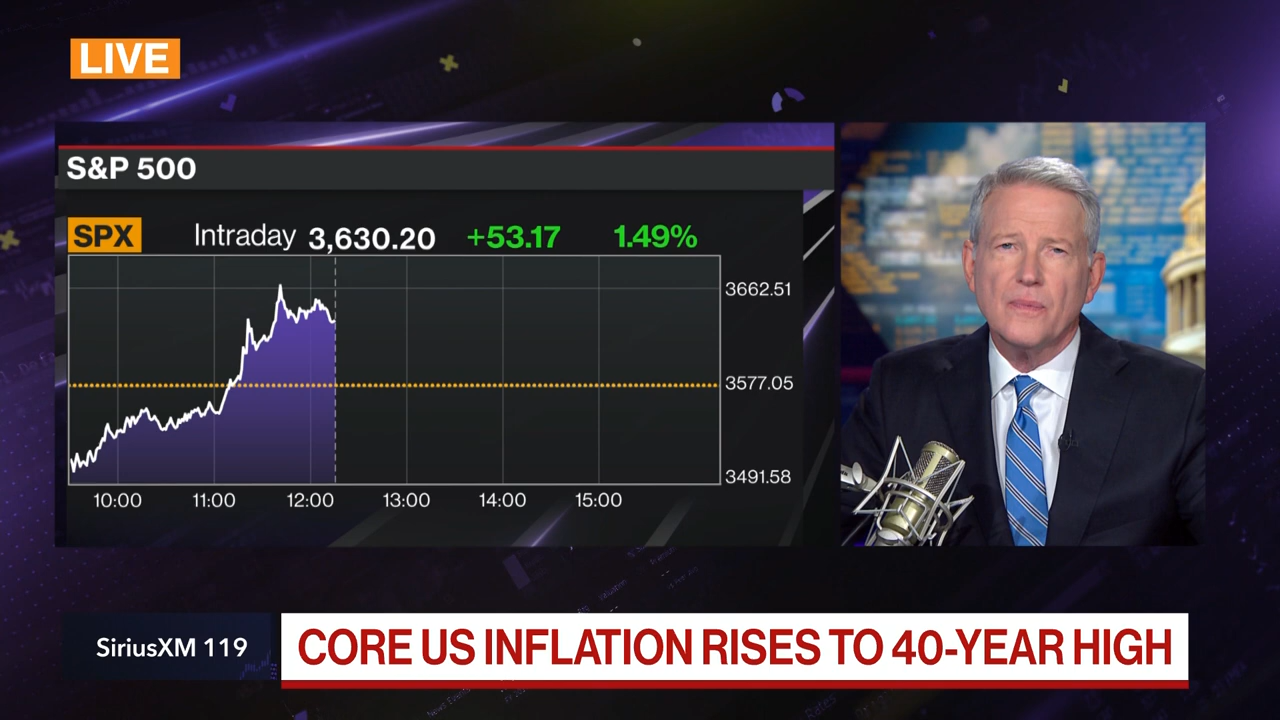 LIVE
S&P 500
SPX Intraday 3,630.20 +53.17 1.49%
3662.51
3577.05
3491.58
10:00 11:00 12:00 13:00 14:00 15:00
SiriusXM 119
CORE US INFLATION RISES TO 40-YEAR HIGH